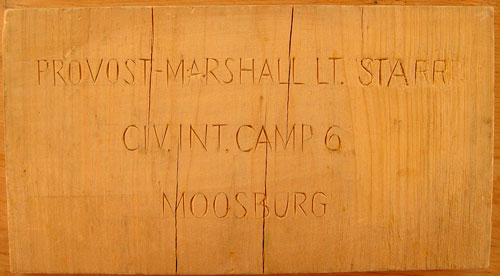 PROVOST-MARSHALL LT. STARR
CIV. INT. CAMP 6
MOOSBURG